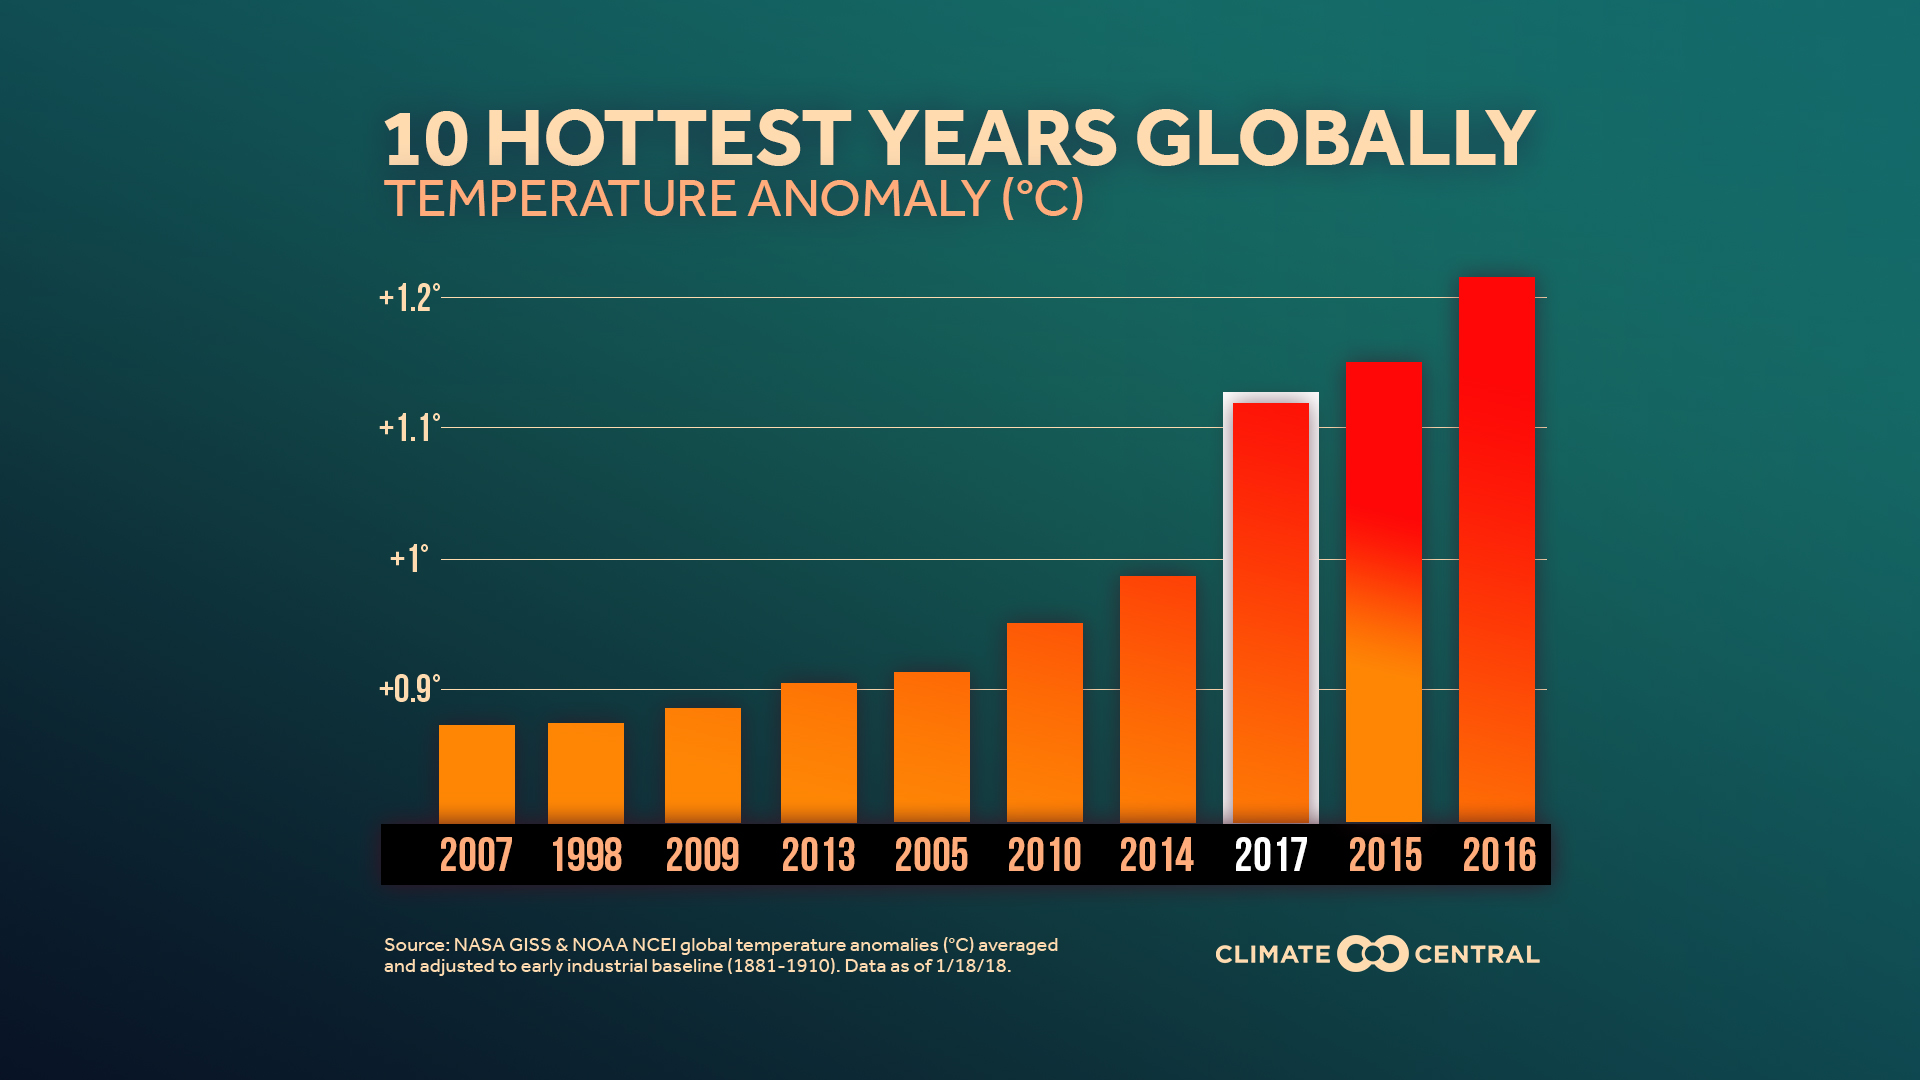 10 HOTTEST YEARS GLOBALLY
TEMPERATURE ANOMALY (°C)
+1.2°
+1.1°
+1°
+0.9°
2007 1998 2009 2013 2005 2010 2014 2017 2015 2016
Source: NASA GISS & NOAA NCEI global temperature anomalies (°C) averaged
and adjusted to early industrial baseline (1881-1910). Data as of 1/18/18.
CLIMATE CENTRAL